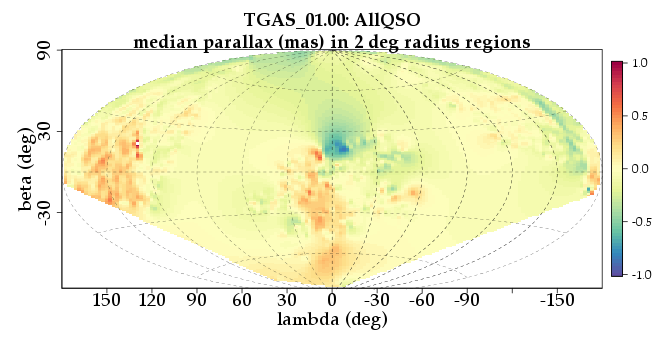 TGAS_01.00: AllQSO
median parallax (mas) in 2 deg radius regions
90
30
-30
beta (deg)
150 120 90 60 30 0 -30 -60 -90 -150
lambda (deg)
1.0
0.5
0.0
-0.5
-1.0